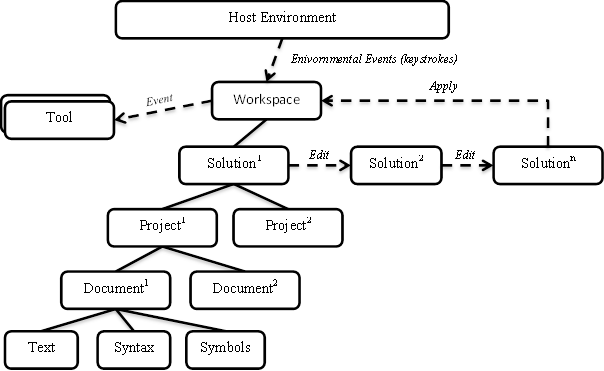 Host Environment
Enivornmental Events (keystrokes)
Apply
Event
Workspace
Tool
Solution¹
Edit
Solution²
Edit
Solutionⁿ
Project¹
Project²
Document¹
Document²
Text
Syntax
Symbols